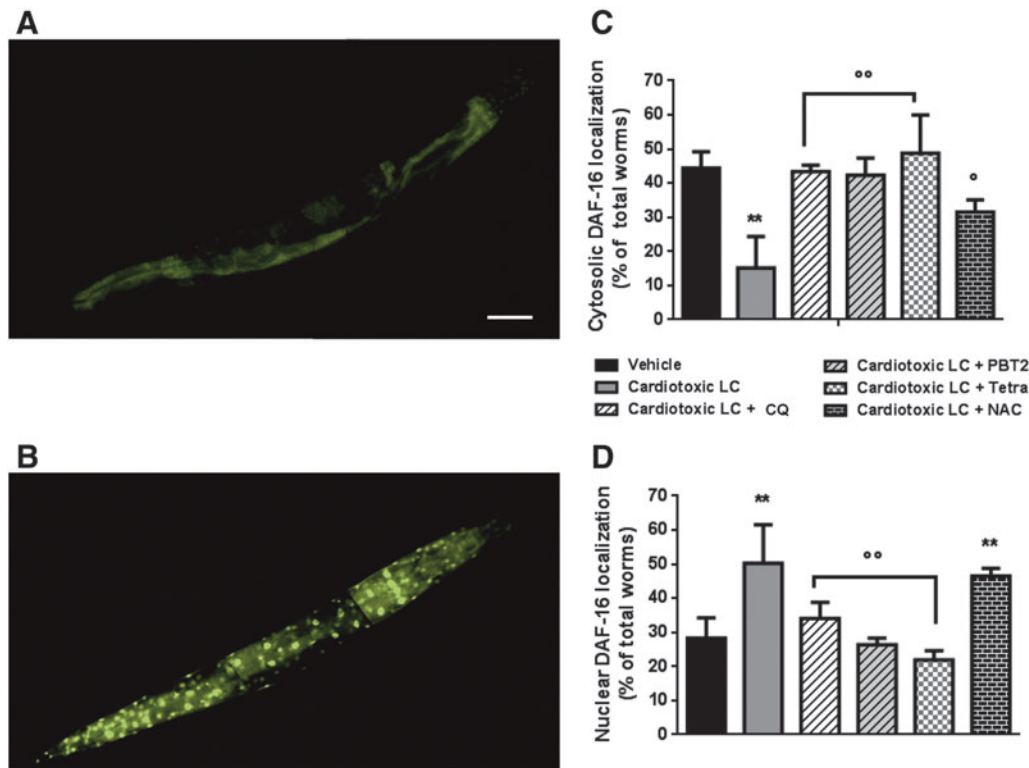 A
B
C
Cytosolic DAF-16 localization
(% of total worms)
70
60
50
40
30
20
10
0
**
°°
°
Vehicle
Cardiotoxic LC
Cardiotoxic LC + CQ
Cardiotoxic LC + PBT2
Cardiotoxic LC + Tetra
Cardiotoxic LC + NAC
D
Nuclear DAF-16 localization
(% of total worms)
70
60
50
40
30
20
10
0
**
°°
**